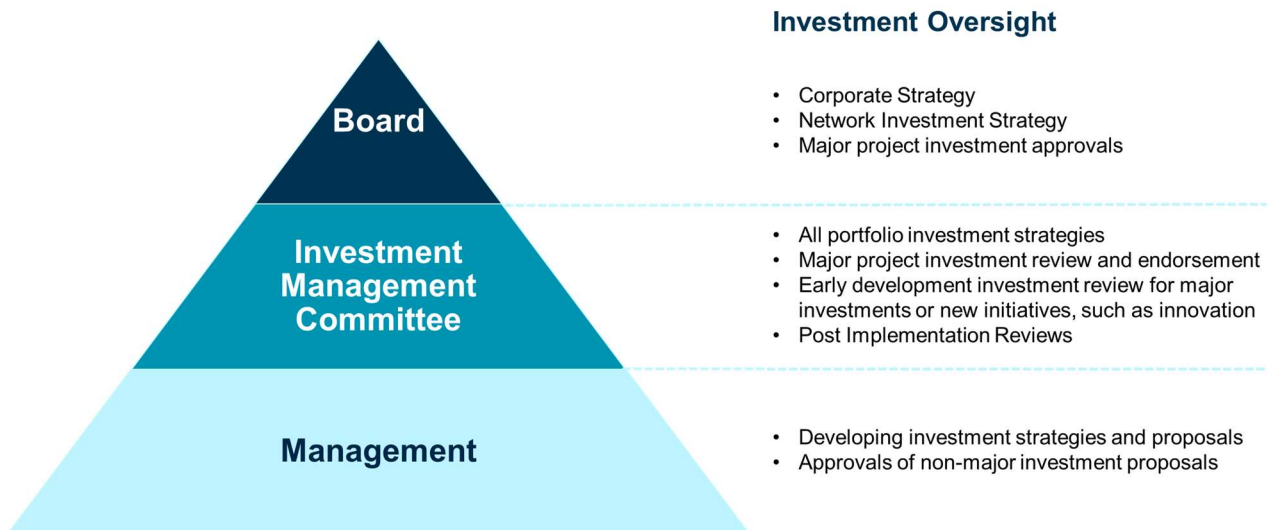 Investment Oversight
Board
• Corporate Strategy
• Network Investment Strategy
• Major project investment approvals
Investment
Management
Committee
• All portfolio investment strategies
• Major project investment review and endorsement
• Early development investment review for major
investments or new initiatives, such as innovation
• Post Implementation Reviews
Management
• Developing investment strategies and proposals
• Approvals of non-major investment proposals